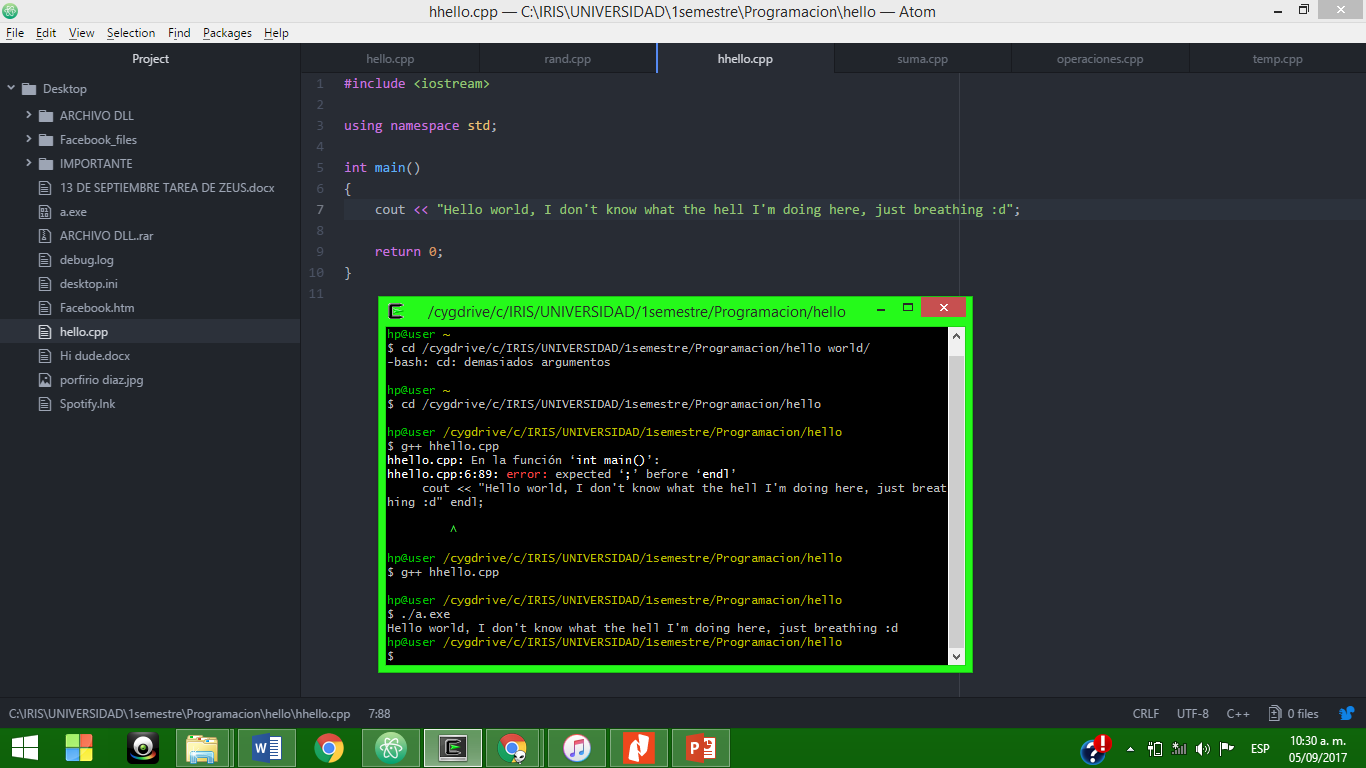 hhello.cpp — C:\IRIS\UNIVERSIDAD\1semestre\Programacion\hello — Atom
File Edit View Selection Find Packages Help
Project
hello.cpp rand.cpp hhello.cpp suma.cpp operaciones.cpp temp.cpp
Desktop
ARCHIVO DLL
Facebook_files
IMPORTANTE
13 DE SEPTIEMBRE TAREA DE ZEUS.docx
a.exe
ARCHIVO DLL.rar
debug.log
desktop.ini
Facebook.htm
hello.cpp
Hi dude.docx
porfirio diaz.jpg
Spotify.lnk
1 #include <iostream>
2
3 using namespace std;
4
5 int main()
6 {
7 cout << "Hello world, I don't know what the hell I'm doing here, just breathing :d";
8
9 return 0;
10 }
11
/cygdrive/c/IRIS/UNIVERSIDAD/1semestre/Programacion/hello
hp@user ~
$ cd /cygdrive/c/IRIS/UNIVERSIDAD/1semestre/Programacion/hello world/
-bash: cd: demasiados argumentos
hp@user ~
$ cd /cygdrive/c/IRIS/UNIVERSIDAD/1semestre/Programacion/hello
hp@user /cygdrive/c/IRIS/UNIVERSIDAD/1semestre/Programacion/hello
$ g++ hhello.cpp
hhello.cpp: En la función ‘int main()’:
hhello.cpp:6:89: error: expected ‘;’ before ‘endl’
cout << "Hello world, I don't know what the hell I'm doing here, just breat
hing :d" endl;
^
hp@user /cygdrive/c/IRIS/UNIVERSIDAD/1semestre/Programacion/hello
$ g++ hhello.cpp
hp@user /cygdrive/c/IRIS/UNIVERSIDAD/1semestre/Programacion/hello
$ ./a.exe
Hello world, I don't know what the hell I'm doing here, just breathing :d
hp@user /cygdrive/c/IRIS/UNIVERSIDAD/1semestre/Programacion/hello
$
C:\IRIS\UNIVERSIDAD\1semestre\Programacion\hello\hhello.cpp 7:88 CRLF UTF-8 C++ 0 files
ESP
10:30 a. m.
05/09/2017